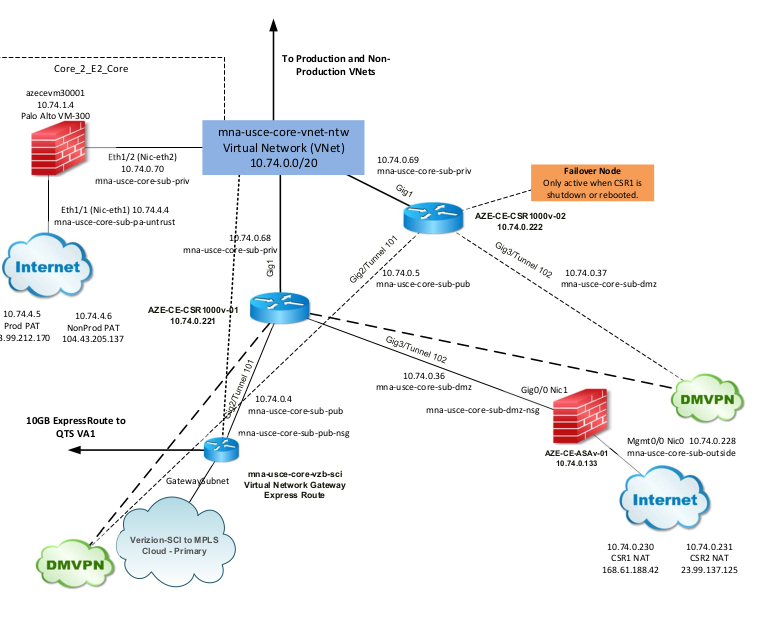 To Production and Non-
Production VNets
Core_2_E2_Core
azecevm30001
10.74.1.4
Palo Alto VM-300
mna-usce-core-vnet-ntw
Virtual Network (VNet)
10.74.0.0/20
Eth1/2 (Nic-eth2)
10.74.0.70
mna-usce-core-sub-priv
10.74.0.69
mna-usce-core-sub-priv
Gig1
Failover Node
Only active when CSR1 is
shutdown or rebooted.
Eth1/1 (Nic-eth1) 10.74.4.4
mna-usce-core-sub-pa-untrust
AZE-CE-CSR1000v-02
10.74.0.222
Internet
10.74.0.68
mna-usce-core-sub-priv
Gig1
Gig2/Tunnel 101
10.74.0.5
mna-usce-core-sub-pub
Gig3/Tunnel 102
10.74.0.37
mna-usce-core-sub-dmz
10.74.4.5
Prod PAT
.99.212.170
10.74.4.6
NonProd PAT
104.43.205.137
AZE-CE-CSR1000v-01
10.74.0.221
Gig3/Tunnel 102
10.74.0.36
mna-usce-core-sub-dmz
Gig2/Tunnel 101
10.74.0.4
mna-usce-core-sub-pub
Gig0/0 Nic1
mna-usce-core-sub-dmz-nsg
DMVPN
10GB ExpressRoute to
QTS VA1
mna-usce-core-sub-pub-nsg
AZE-CE-ASAv-01
10.74.0.133
Mgmt0/0 Nic0 10.74.0.228
mna-usce-core-sub-outside
GatewaySubnet
mna-usce-core-vzb-sci
Virtual Network Gateway
Express Route
Internet
Verizion-SCI to MPLS
Cloud - Primary
DMVPN
10.74.0.230
CSR1 NAT
168.61.188.42
10.74.0.231
CSR2 NAT
23.99.137.125